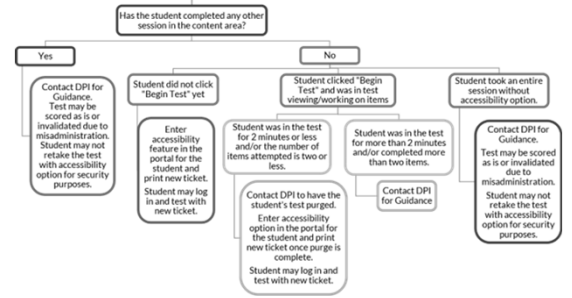 Has the student completed any other
session in the content area?
Yes
No
Contact DPI for
Guidance.
Test may be
scored as is or
invalidated due to
misadministration.
Student may not
retake the test
with accessibility
option for security
purposes.
Student did not click
"Begin Test" yet
Enter
accessibility
feature in the
portal for the
student and
print new ticket.
Student may log
in and test with
new ticket.
Student clicked "Begin
Test" and was in test
viewing/working on items
Student was in the test
for 2 minutes or less
and/or the number of
items attempted is two or
less.
Contact DPI to have the
student's test purged.
Enter accessibility
option in the portal for
the student and print
new ticket once purge is
complete.
Student may log in and
test with new ticket.
Student was in the test
for more than 2 minutes
and/or completed more
than two items.
Contact DPI
for Guidance
Student took an entire
session without
accessibility option.
Contact DPI for
Guidance.
Test may be scored
as is or invalidated
due to
misadministration.
Student may not
retake the test
with accessibility
option for security
purposes.